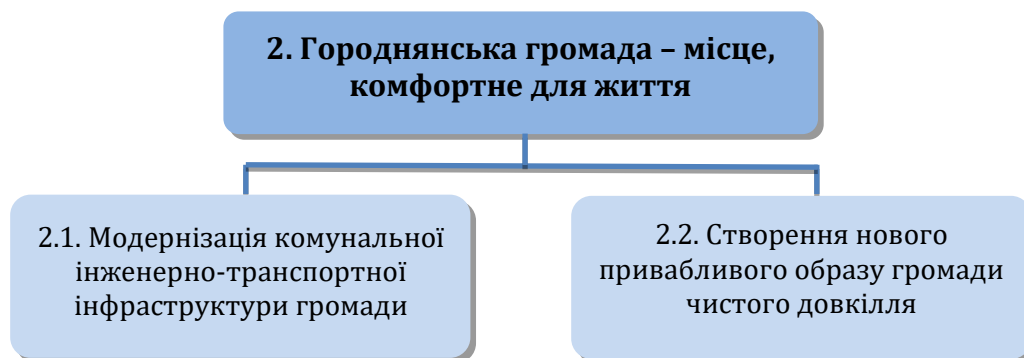 2. Городнянська громада – місце,
комфортне для життя
2.1. Модернізація комунальної
інженерно-транспортної
інфраструктури громади
2.2. Створення нового
привабливого образу громади
чистого довкілля